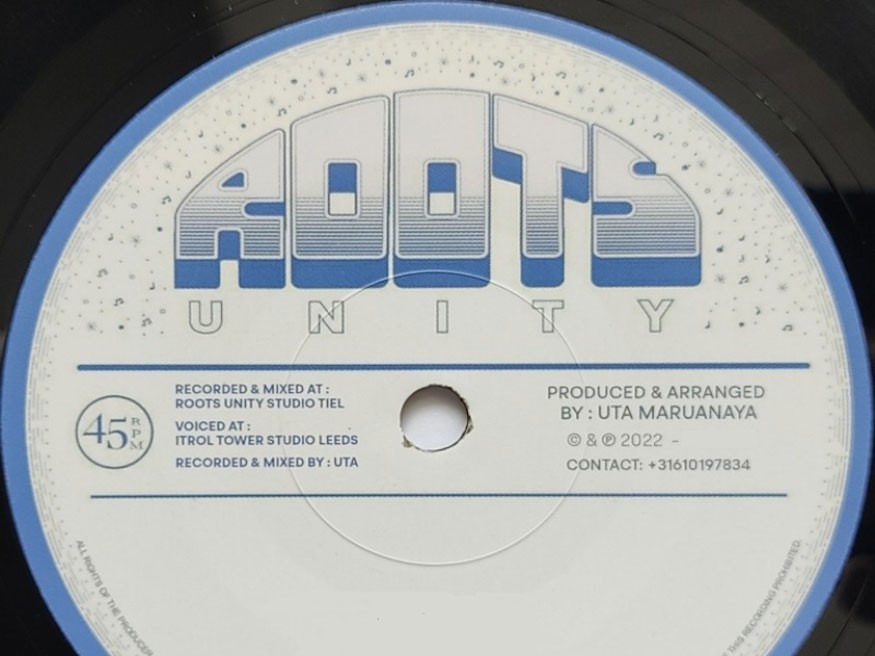 ROOTS
UNITY
RECORDED & MIXED AT :
ROOTS UNITY STUDIO TIEL
VOICED AT :
ITROL TOWER STUDIO LEEDS
RECORDED & MIXED BY : UTA
45 RPM
PRODUCED & ARRANGED
BY : UTA MARUANAYA
© & ℗ 2022 -
CONTACT: +31610197834
ALL RIGHTS OF THE PRODUCER
THIS RECORDING PROHIBITED